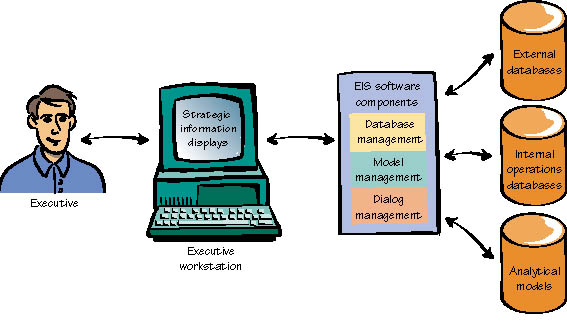 Executive
Strategic
information
displays
Executive
workstation
EIS software
components
Database
management
Model
management
Dialog
management
External
databases
Internal
operations
databases
Analytical
models